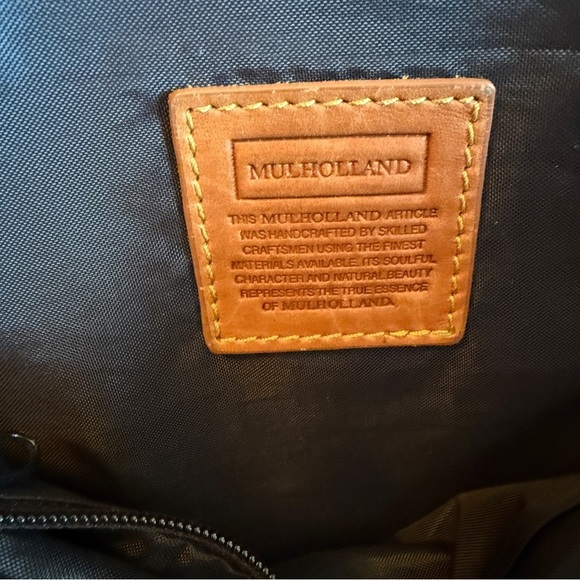 MULHOLLAND
THIS MULHOLLAND ARTICLE
WAS HANDCRAFTED BY SKILLED
CRAFTSMEN USING THE FINEST
MATERIALS AVAILABLE. ITS SOULFUL
CHARACTER AND NATURAL BEAUTY
REPRESENTS THE TRUE ESSENCE
OF MULHOLLAND.